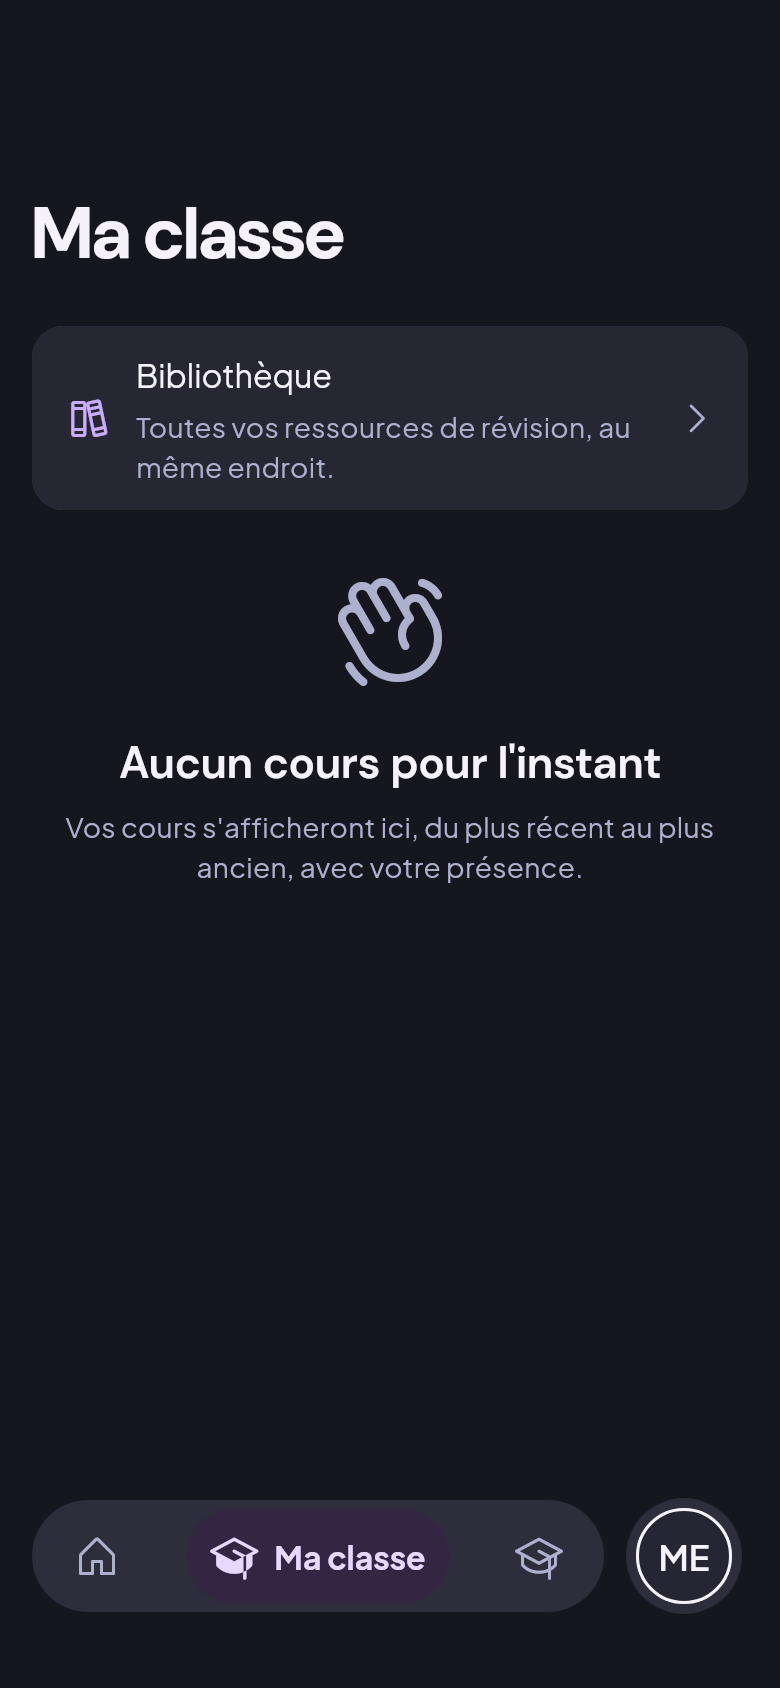 Ma classe
Bibliothèque
Toutes vos ressources de révision, au
même endroit.
Aucun cours pour l'instant
Vos cours s'afficheront ici, du plus récent au plus
ancien, avec votre présence.
Ma classe
ME